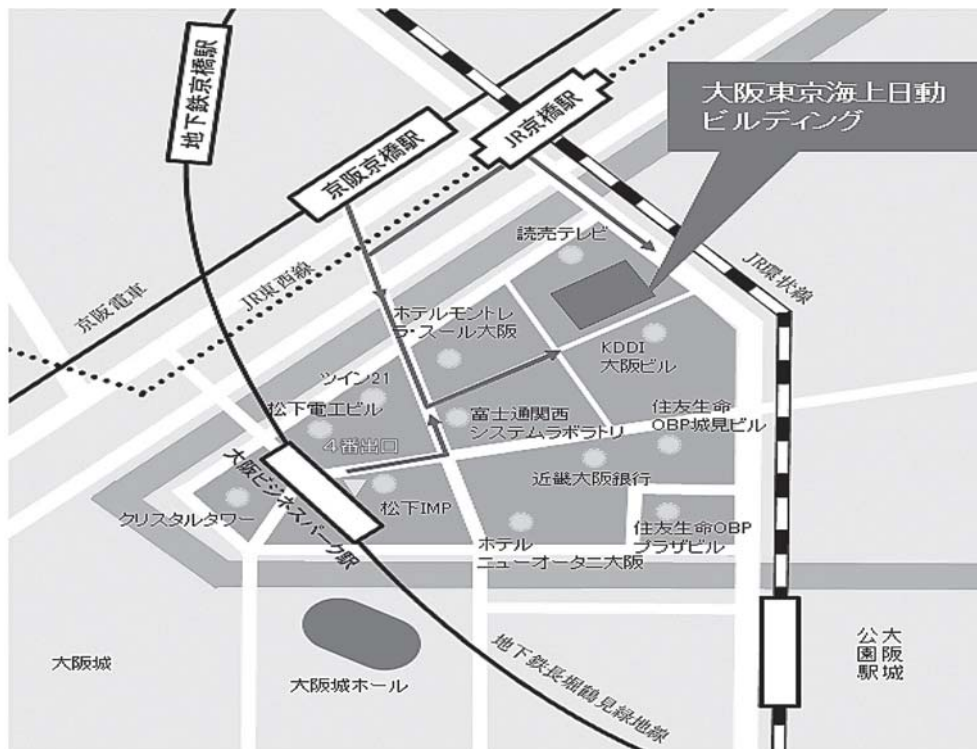 地下鉄京橋駅
京阪京橋駅
JR京橋駅
大阪東京海上日動
ビルディング
読売テレビ
JR環状線
JR東西線
京阪電車
ホテルモントレ
ラ・スール大阪
KDDI
大阪ビル
ツイン21
松下電工ビル
富士通関西
システムラボラトリ
住友生命
OBP城見ビル
4番出口
大阪ビジネスパーク駅
近畿大阪銀行
クリスタルタワー
松下IMP
ホテル
ニューオータニ大阪
住友生命OBP
プラザビル
大阪城
大阪城ホール
地下鉄長堀鶴見緑地線
大阪城
公園駅